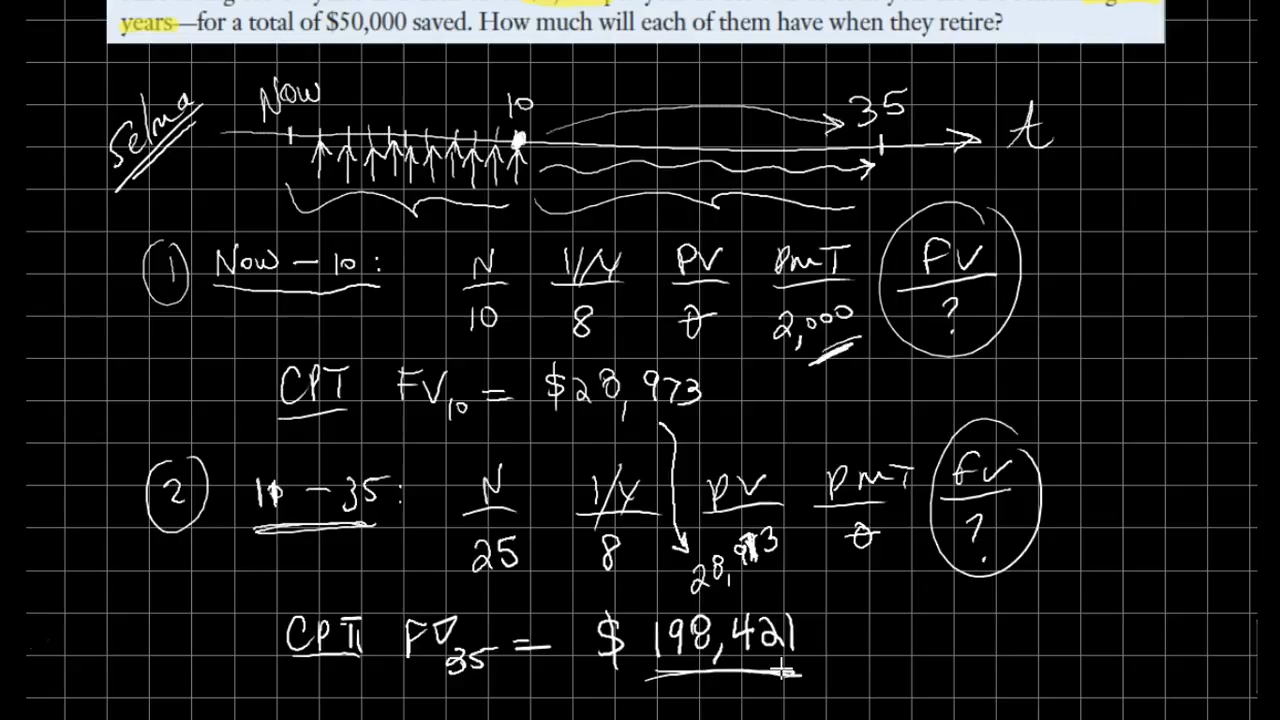 years—for a total of $50,000 saved. How much will each of them have when they retire?
Selma Now 10 35 t
1 Now - 10: N I/Y PV PMT FV
10 8 0 2,000 ?
CPT FV10 = $28,973
2 10 - 35: N I/Y PV PMT FV
25 8 28,973 0 ?
CPT FV35 = $198,421